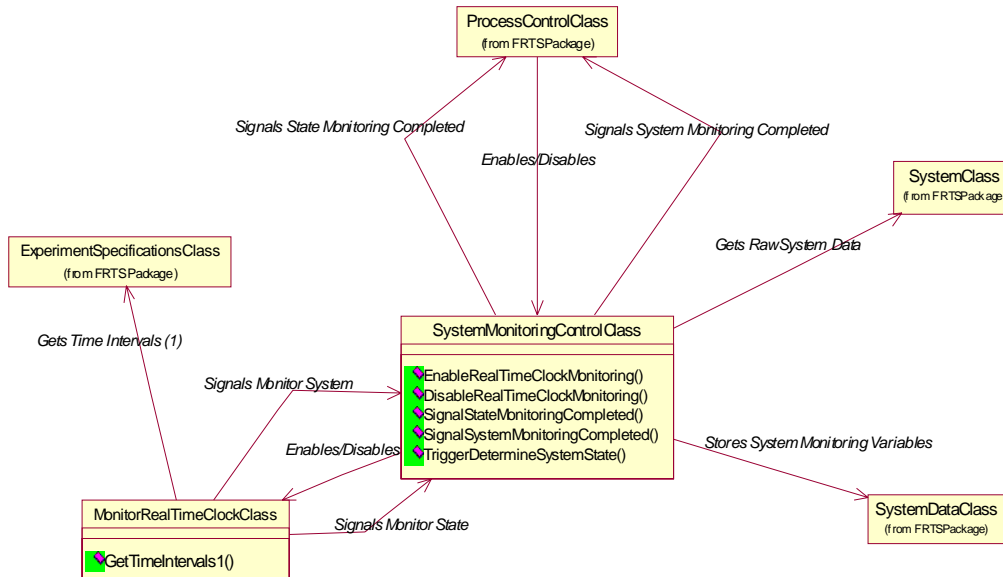 ProcessControlClass
(from FRTSPackage)
Signals State Monitoring Completed
Signals System Monitoring Completed
Enables/Disables
SystemClass
(from FRTSPackage
Gets RawSystem Data
ExperimentSpecificationsClass
(from FRTSPackage)
Gets Time Intervals (1)
SystemMonitoringControlClass
EnableRealTimeClockMonitoring()
DisableRealTimeClockMonitoring()
SignalStateMonitoringCompleted()
SignalSystemMonitoringCompleted()
TriggerDetermineSystemState()
Signals Monitor System
Enables/Disables
Stores System Monitoring Variables
MonitorRealTimeClockClass
GetTimeIntervals1()
Signals Monitor State
SystemDataClass
(from FRTSPackage)